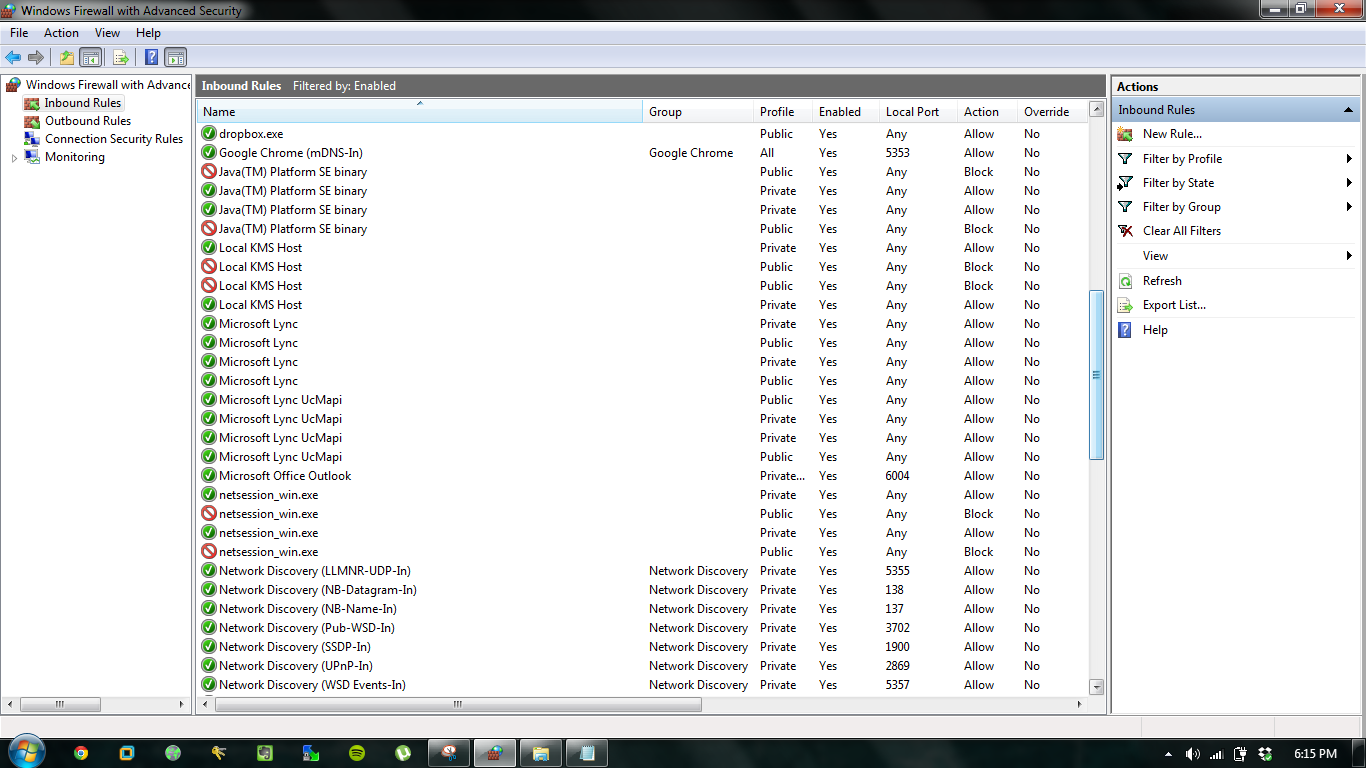 Windows Firewall with Advanced Security
File Action View Help
Windows Firewall with Advance
Inbound Rules
Outbound Rules
Connection Security Rules
Monitoring
Inbound Rules Filtered by: Enabled
Name Group Profile Enabled Local Port Action Override
dropbox.exe Public Yes Any Allow No
Google Chrome (mDNS-In) Google Chrome All Yes 5353 Allow No
Java(TM) Platform SE binary Public Yes Any Block No
Java(TM) Platform SE binary Private Yes Any Allow No
Java(TM) Platform SE binary Private Yes Any Allow No
Java(TM) Platform SE binary Public Yes Any Block No
Local KMS Host Private Yes Any Allow No
Local KMS Host Public Yes Any Block No
Local KMS Host Public Yes Any Block No
Local KMS Host Private Yes Any Allow No
Microsoft Lync Private Yes Any Allow No
Microsoft Lync Public Yes Any Allow No
Microsoft Lync Private Yes Any Allow No
Microsoft Lync Public Yes Any Allow No
Microsoft Lync UcMapi Public Yes Any Allow No
Microsoft Lync UcMapi Private Yes Any Allow No
Microsoft Lync UcMapi Private Yes Any Allow No
Microsoft Lync UcMapi Public Yes Any Allow No
Microsoft Office Outlook Private... Yes 6004 Allow No
netsession_win.exe Private Yes Any Allow No
netsession_win.exe Public Yes Any Block No
netsession_win.exe Private Yes Any Allow No
netsession_win.exe Public Yes Any Block No
Network Discovery (LLMNR-UDP-In) Network Discovery Private Yes 5355 Allow No
Network Discovery (NB-Datagram-In) Network Discovery Private Yes 138 Allow No
Network Discovery (NB-Name-In) Network Discovery Private Yes 137 Allow No
Network Discovery (Pub-WSD-In) Network Discovery Private Yes 3702 Allow No
Network Discovery (SSDP-In) Network Discovery Private Yes 1900 Allow No
Network Discovery (UPnP-In) Network Discovery Private Yes 2869 Allow No
Network Discovery (WSD Events-In) Network Discovery Private Yes 5357 Allow No
Actions
Inbound Rules
New Rule...
Filter by Profile
Filter by State
Filter by Group
Clear All Filters
View
Refresh
Export List...
Help
6:15 PM